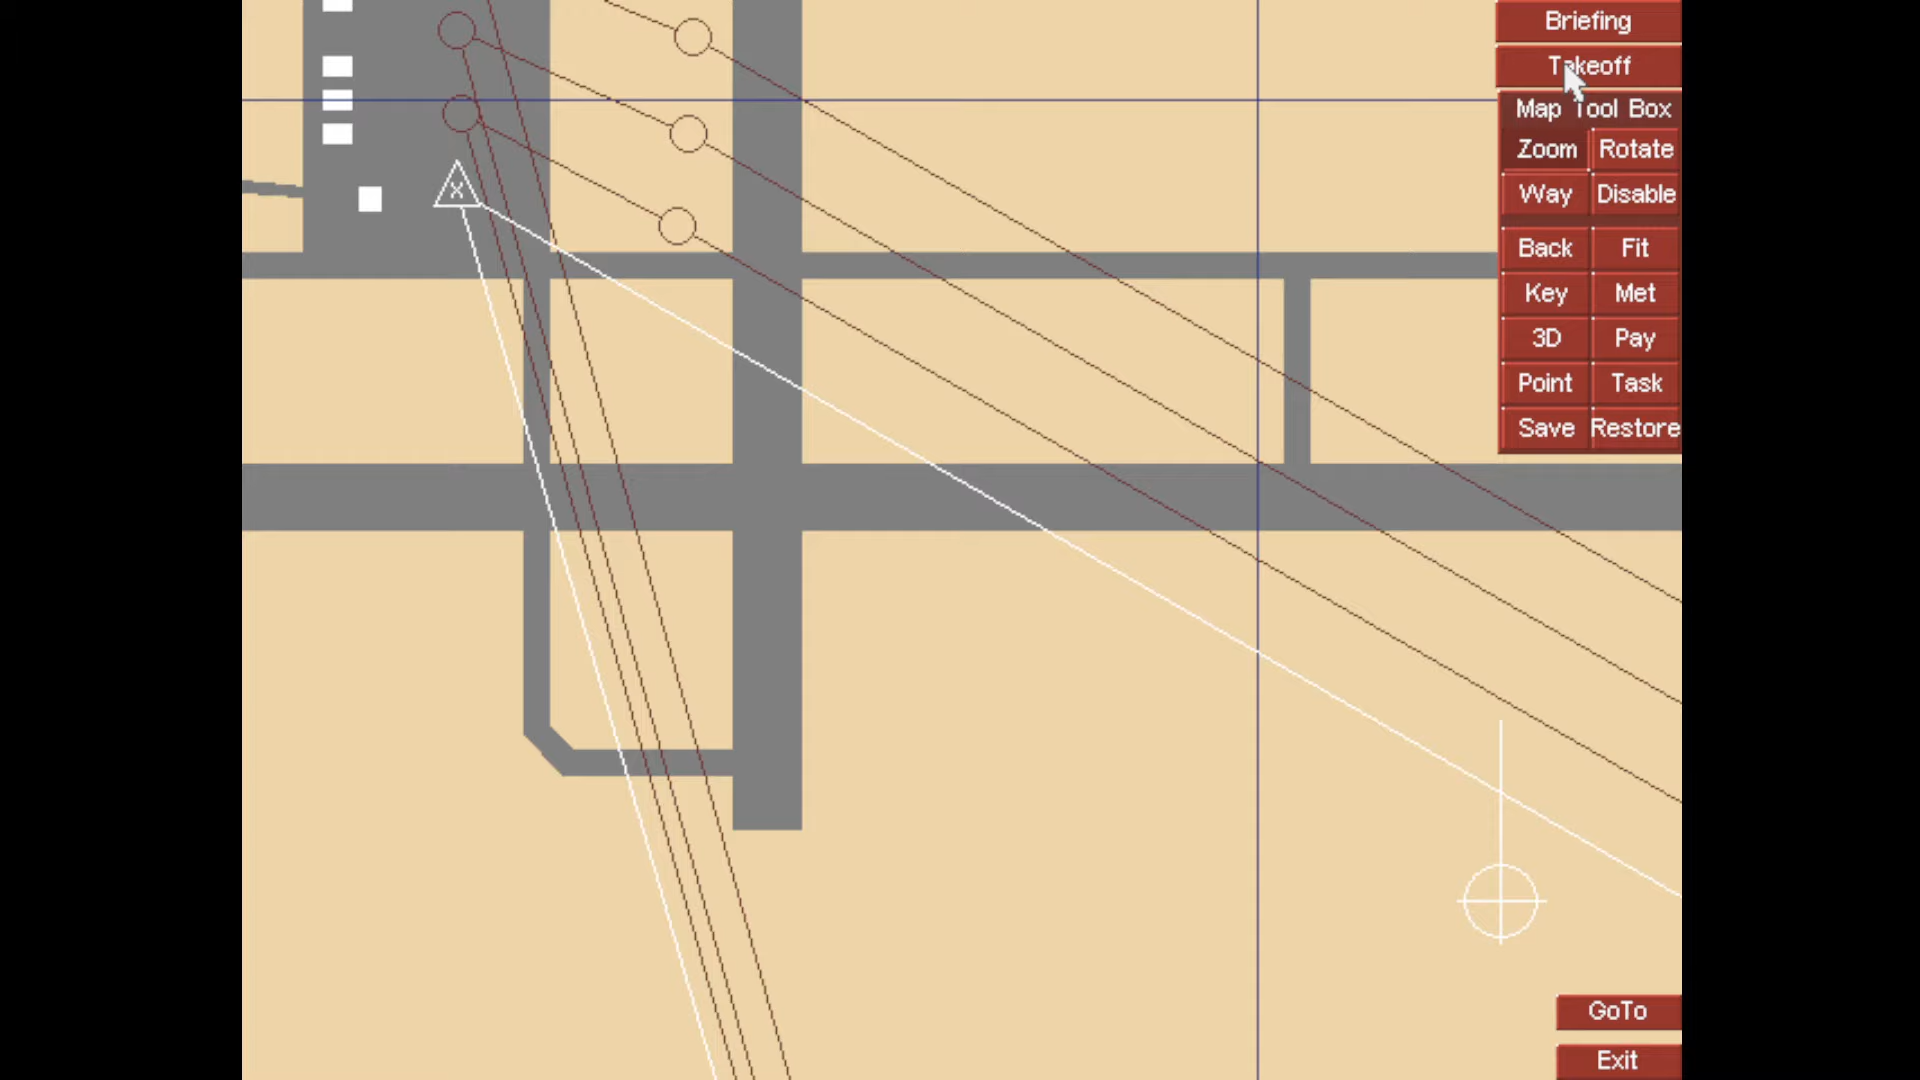 Briefing
Takeoff
Map Tool Box
Zoom Rotate
Way Disable
Back Fit
Key Met
3D Pay
Point Task
Save Restore
X
GoTo
Exit